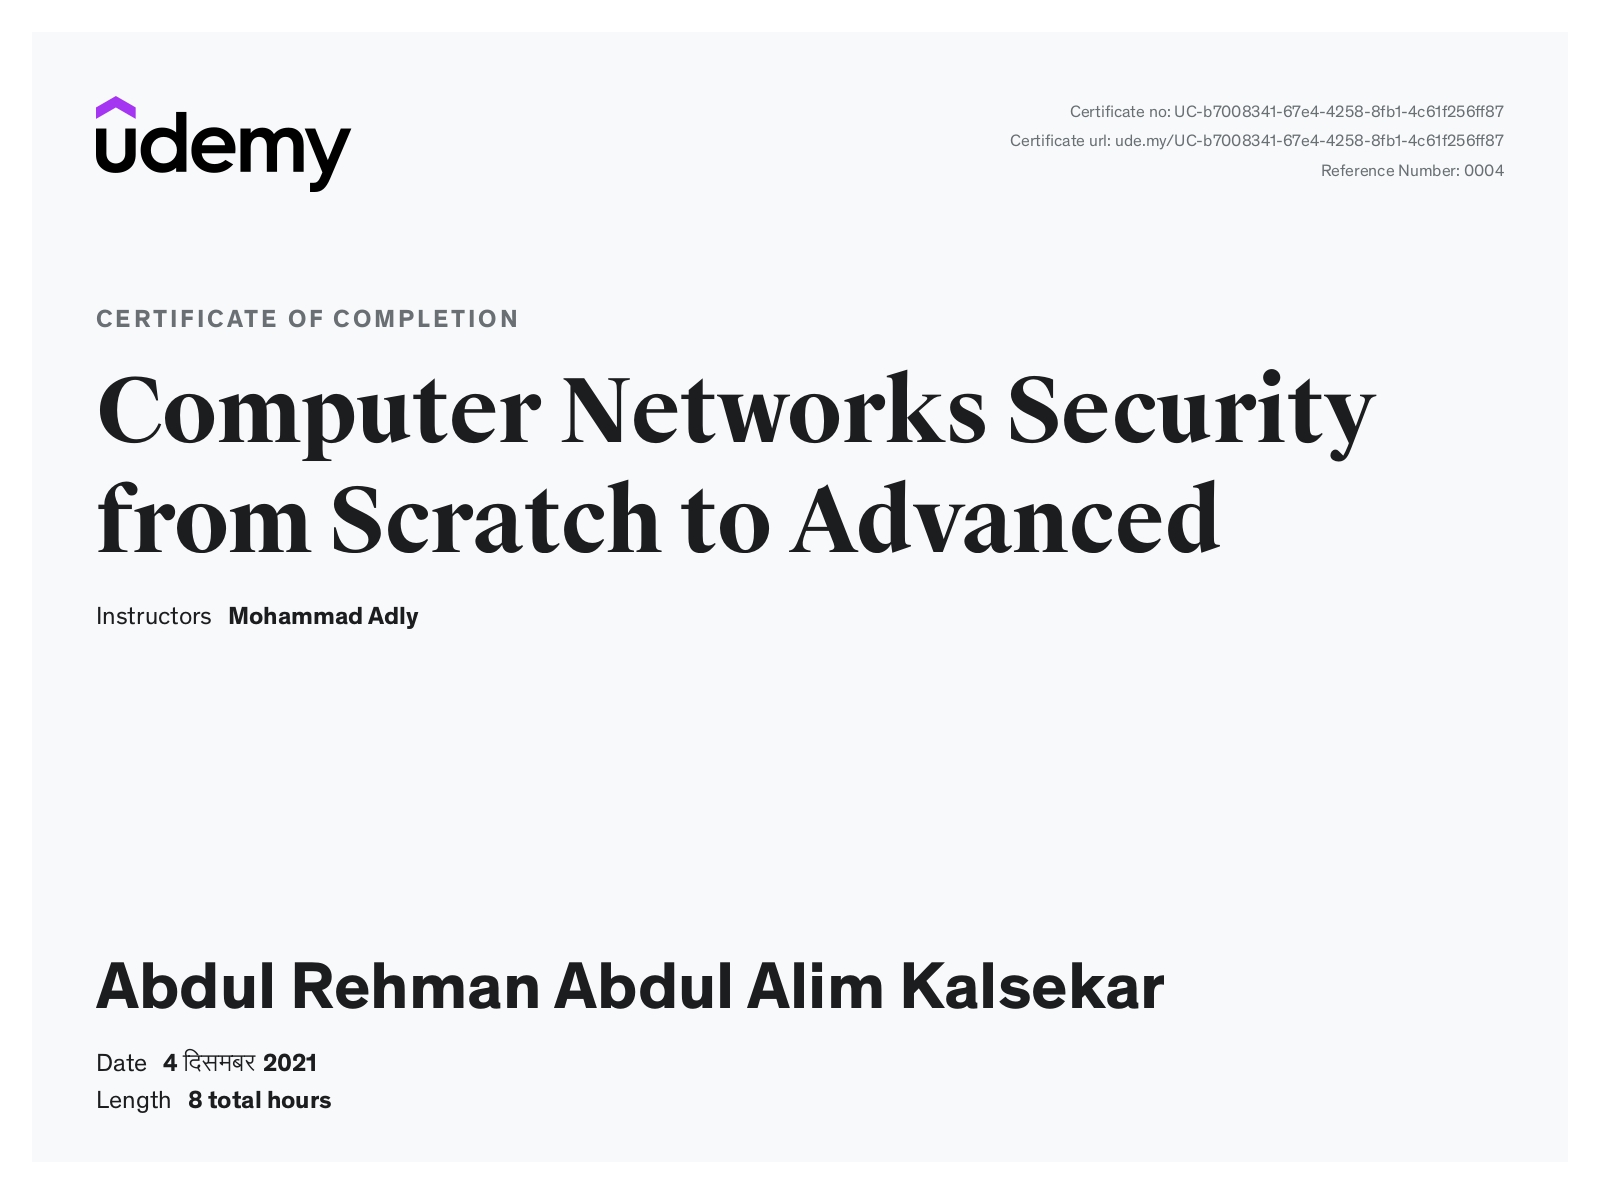 udemy
Certificate no: UC-b7008341-67e4-4258-8fb1-4c61f256ff87
Certificate url: ude.my/UC-b7008341-67e4-4258-8fb1-4c61f256ff87
Reference Number: 0004
CERTIFICATE OF COMPLETION
Computer Networks Security
from Scratch to Advanced
Instructors Mohammad Adly
Abdul Rehman Abdul Alim Kalsekar
Date 4 दिसमबर 2021
Length 8 total hours